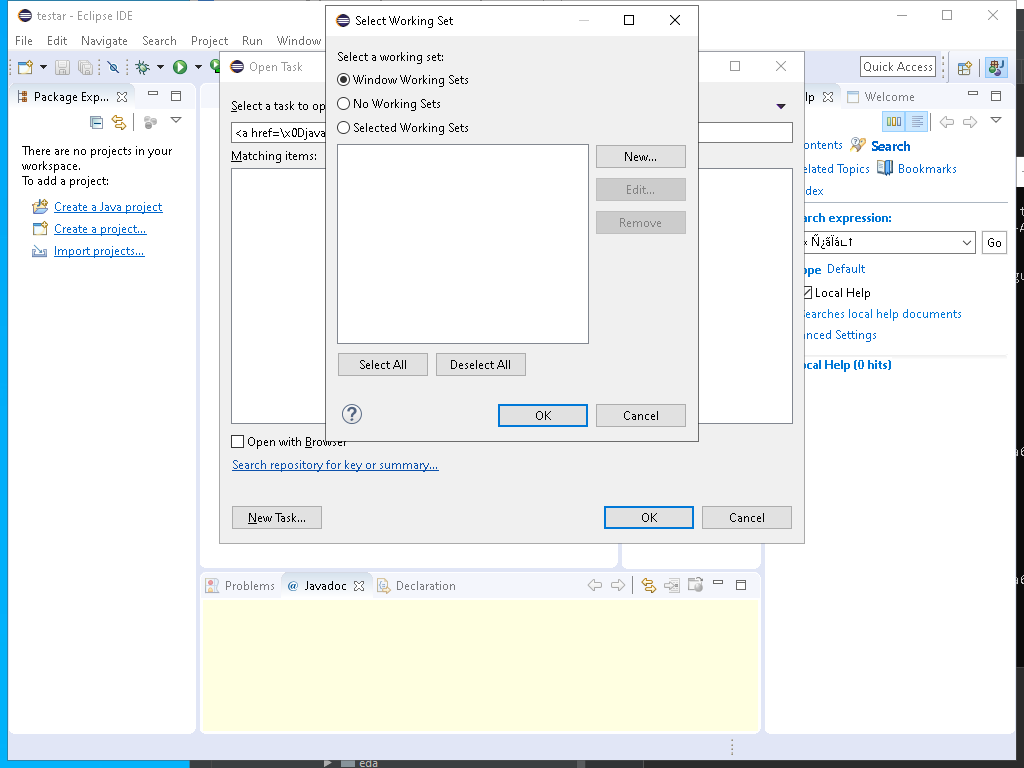 testar - Eclipse IDE
File Edit Navigate Search Project Run Window
Quick Access
Package Exp...
There are no projects in your
workspace.
To add a project:
Create a Java project
Create a project...
Import projects...
Open Task
Select a task to op
<a href=\x0Djava
Matching items:
Open with Browser
Search repository for key or summary...
New Task...
OK
Cancel
Select Working Set
Select a working set:
Window Working Sets
No Working Sets
Selected Working Sets
New...
Edit...
Remove
Select All
Deselect All
OK
Cancel
lp
Welcome
ontents
Search
elated Topics
Bookmarks
dex
arch expression:
Go
ope Default
Local Help
earches local help documents
anced Settings
cal Help (0 hits)
Problems
@ Javadoc
Declaration
eda